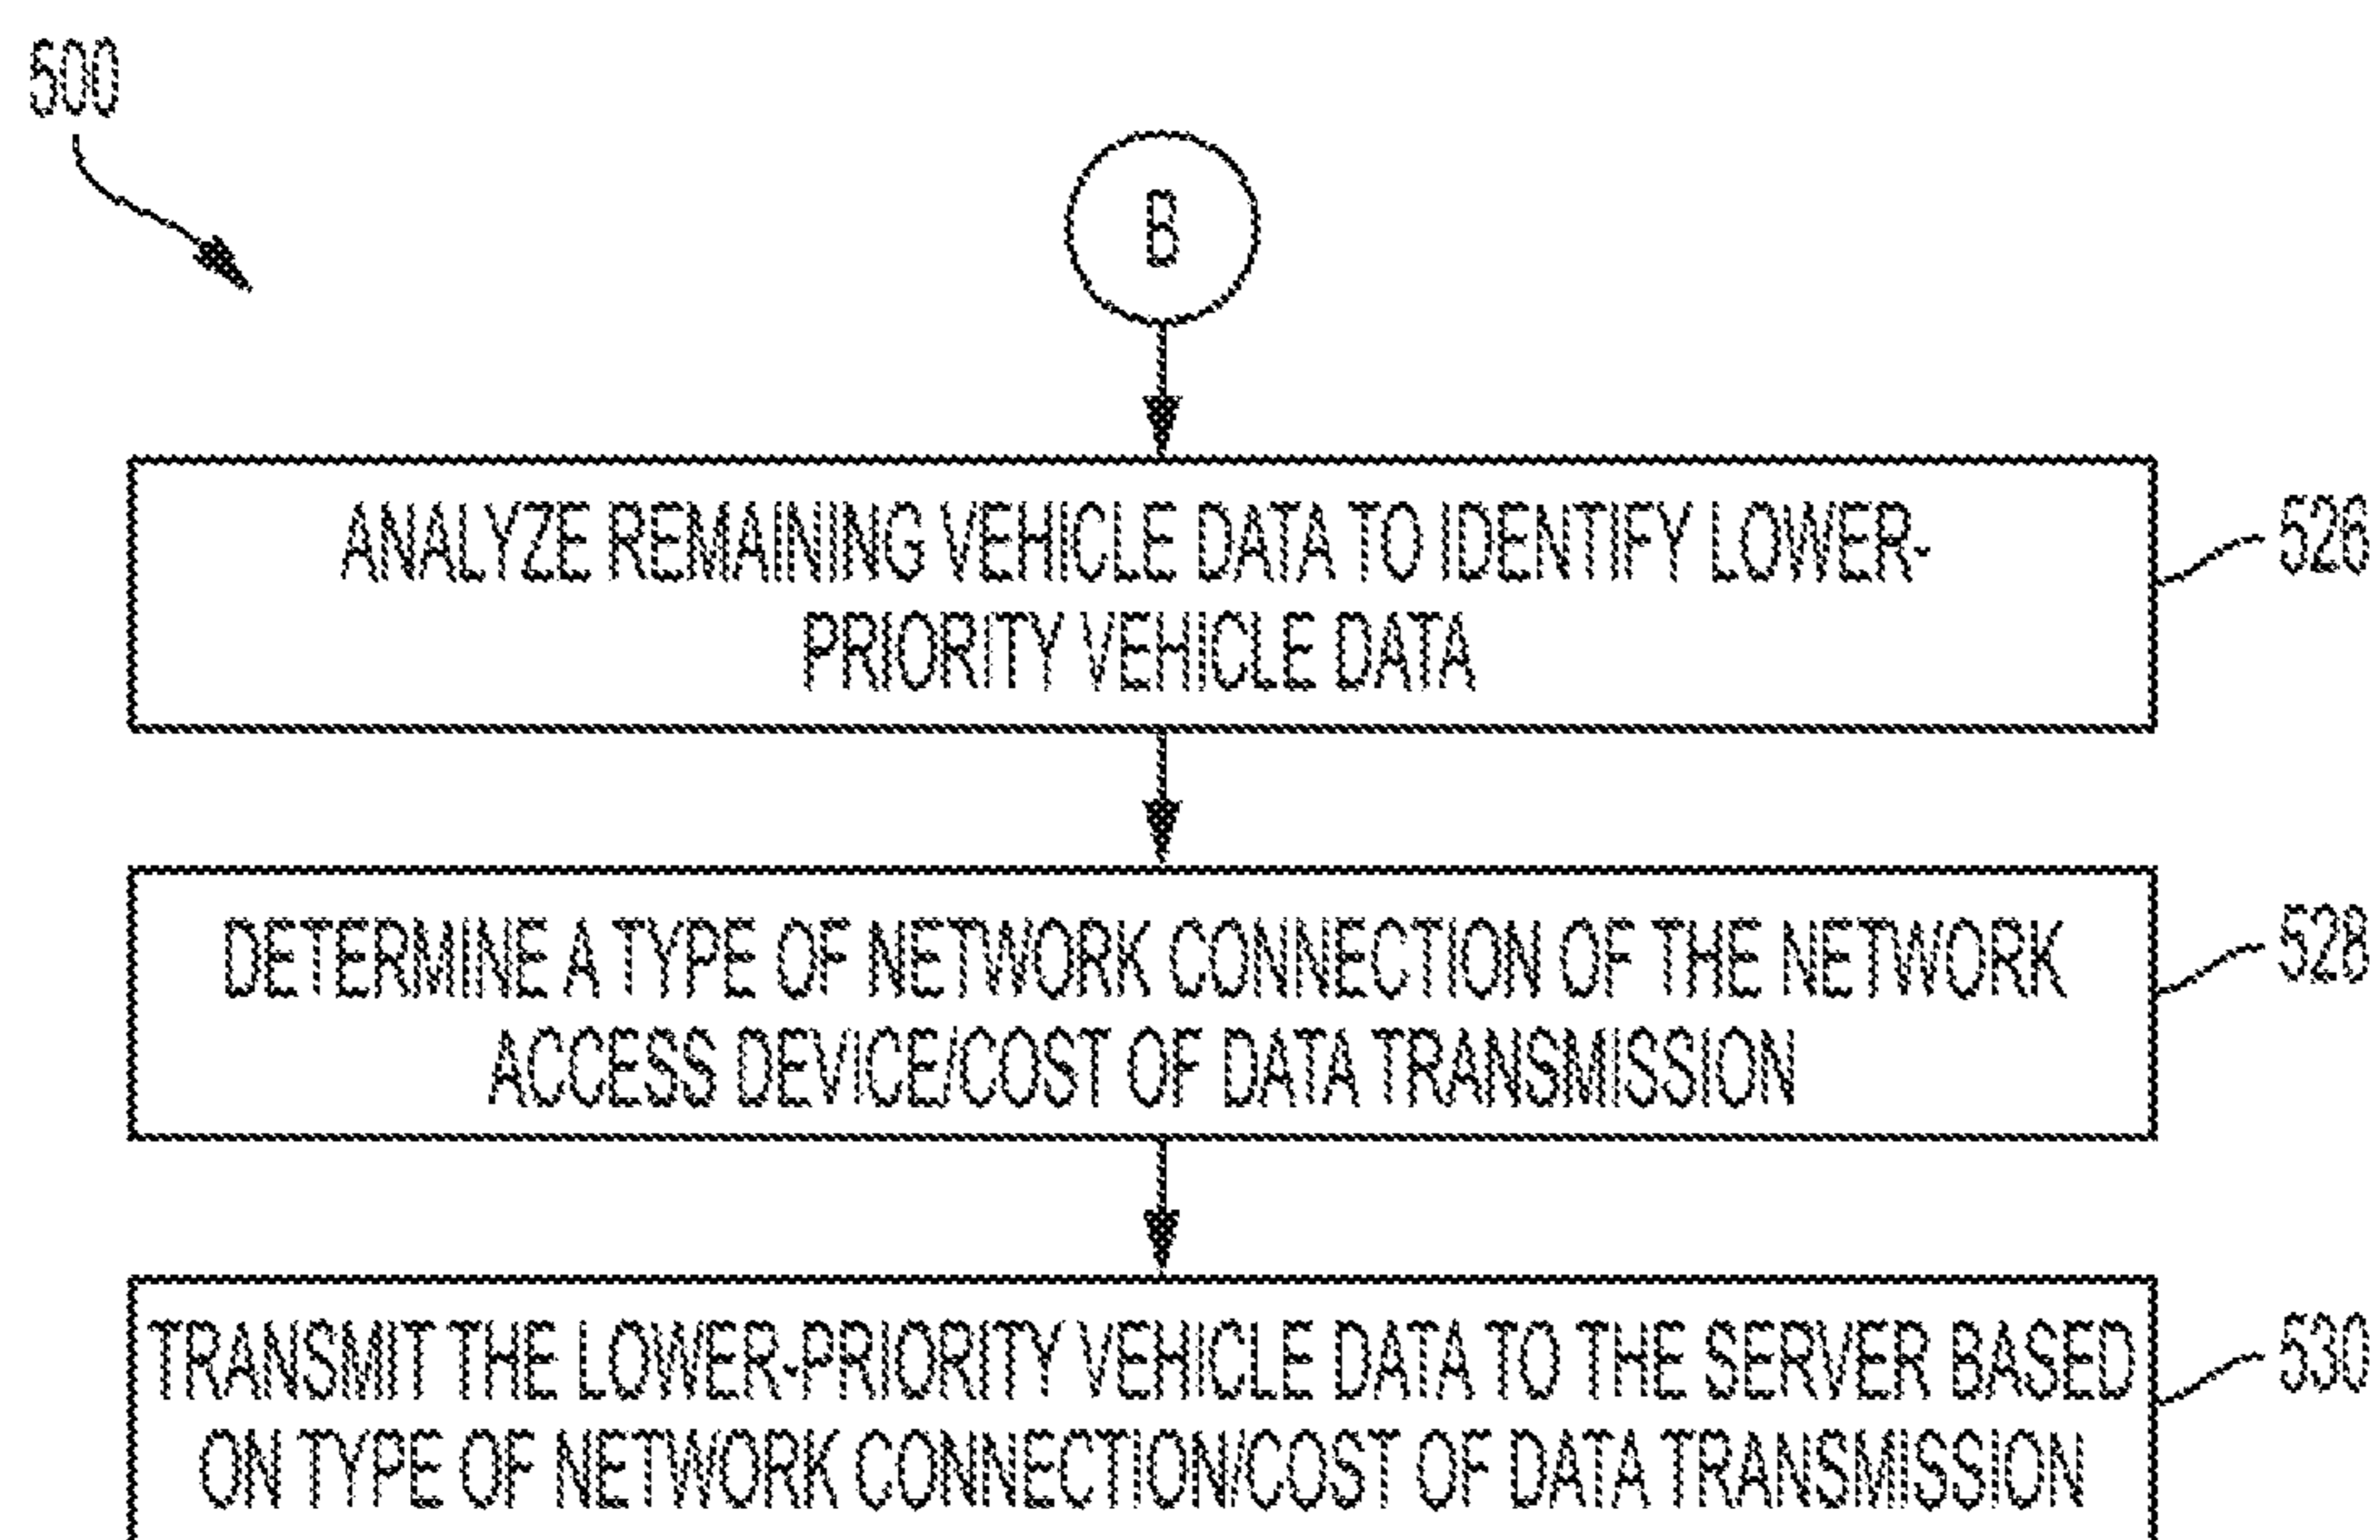 500
B
ANALYZE REMAINING VEHICLE DATA TO IDENTIFY LOWER-
PRIORITY VEHICLE DATA
526
DETERMINE A TYPE OF NETWORK CONNECTION OF THE NETWORK
ACCESS DEVICE/COST OF DATA TRANSMISSION
528
TRANSMIT THE LOWER-PRIORITY VEHICLE DATA TO THE SERVER BASED
ON TYPE OF NETWORK CONNECTION/COST OF DATA TRANSMISSION
530